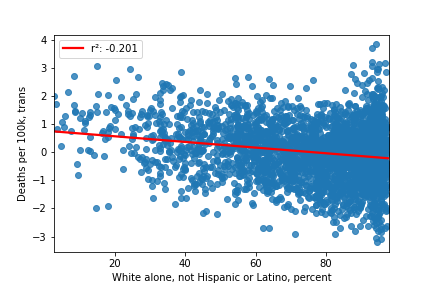 r²: -0.201
Deaths per 100k, trans
4
3
2
1
0
−1
−2
−3
20 40 60 80
White alone, not Hispanic or Latino, percent